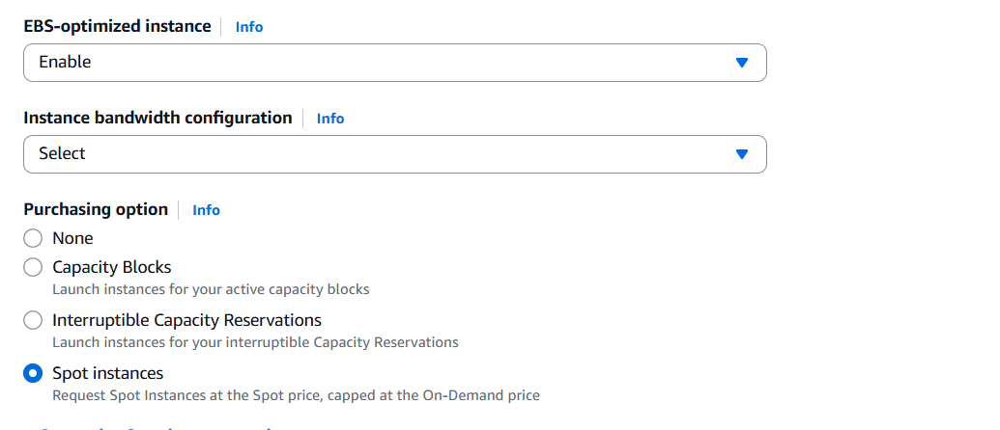 EBS-optimized instance Info
Enable
Instance bandwidth configuration Info
Select
Purchasing option Info
None
Capacity Blocks
Launch instances for your active capacity blocks
Interruptible Capacity Reservations
Launch instances for your interruptible Capacity Reservations
Spot instances
Request Spot Instances at the Spot price, capped at the On-Demand price